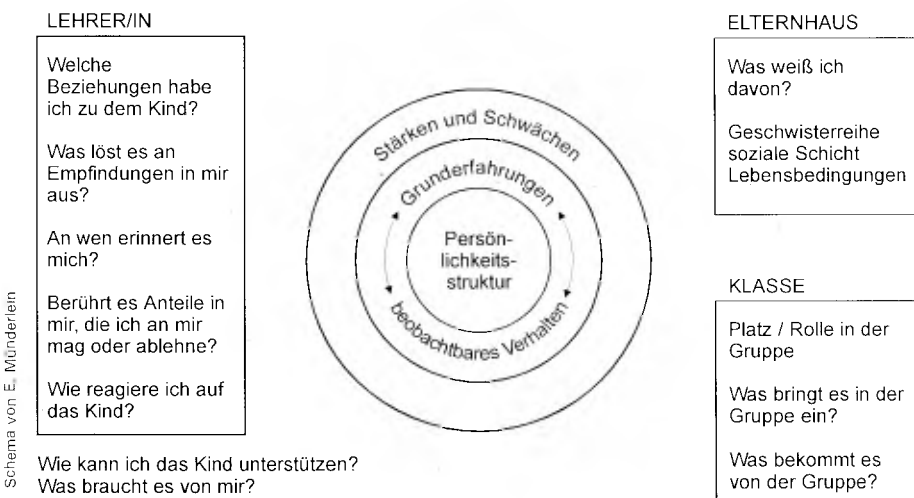 LEHRER/IN
Welche
Beziehungen habe
ich zu dem Kind?
Was löst es an
Empfindungen in mir
aus?
An wen erinnert es
mich?
Berührt es Anteile in
mir, die ich an mir
mag oder ablehne?
Wie reagiere ich auf
das Kind?
Wie kann ich das Kind unterstützen?
Was braucht es von mir?
Schema von E. Münderlein
Stärken und Schwächen
Grunderfahrungen
Persön-
lichkeits-
struktur
beobachtbares Verhalten
ELTERNHAUS
Was weiß ich
davon?
Geschwisterreihe
soziale Schicht
Lebensbedingungen
KLASSE
Platz / Rolle in der
Gruppe
Was bringt es in der
Gruppe ein?
Was bekommt es
von der Gruppe?